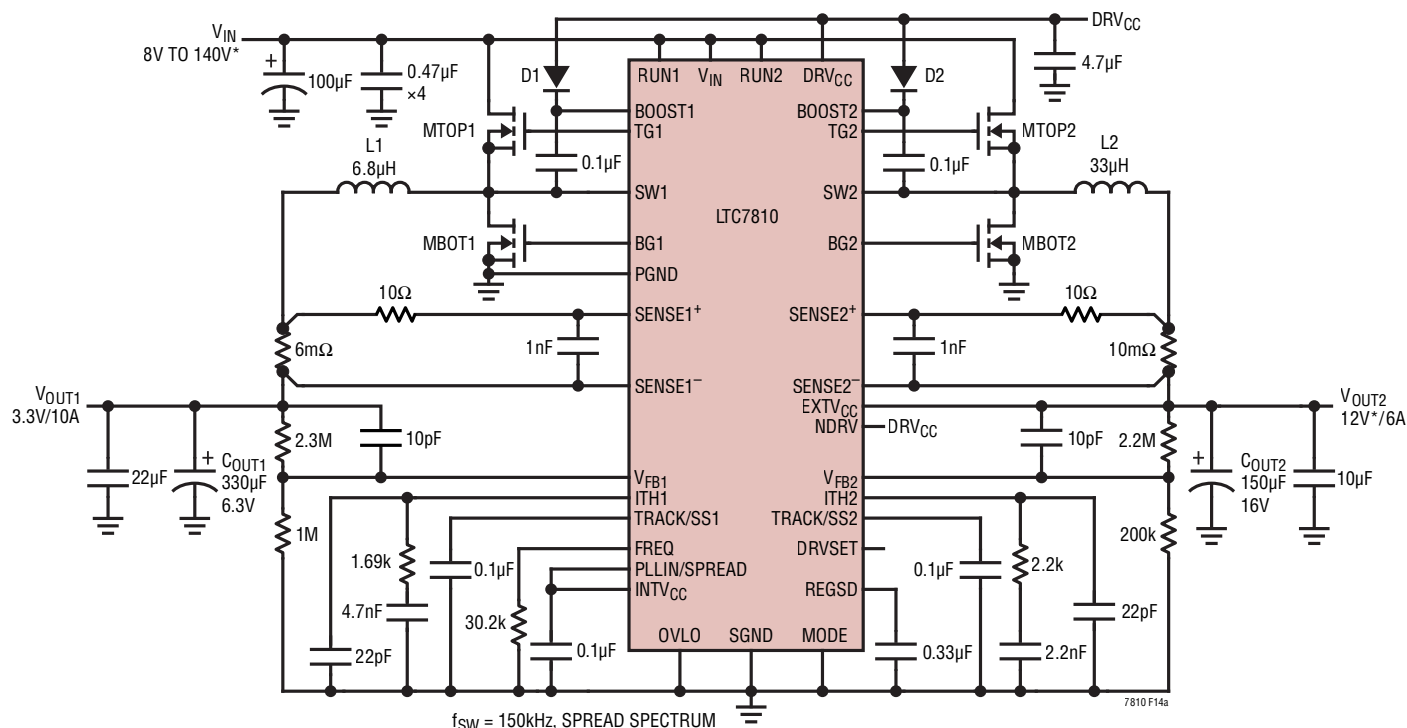 V_IN
8V TO 140V*
100µF
0.47µF
×4
D1
RUN1
V_IN
RUN2
DRV_CC
D2
DRV_CC
4.7µF
MTOP1
BOOST1
TG1
BOOST2
TG2
MTOP2
0.1µF
0.1µF
L1
6.8µH
SW1
SW2
L2
33µH
LTC7810
MBOT1
BG1
BG2
MBOT2
PGND
10Ω
SENSE1+
SENSE2+
10Ω
6mΩ
1nF
1nF
10mΩ
SENSE1–
SENSE2–
V_OUT1
3.3V/10A
EXTV_CC
NDRV
DRV_CC
V_OUT2
12V*/6A
2.3M
10pF
10pF
2.2M
22µF
+
C_OUT1
330µF
6.3V
V_FB1
V_FB2
+
C_OUT2
150µF
16V
10µF
ITH1
ITH2
1M
TRACK/SS1
TRACK/SS2
200k
1.69k
0.1µF
FREQ
DRVSET
0.1µF
2.2k
PLLIN/SPREAD
INTV_CC
REGSD
4.7nF
30.2k
22pF
22pF
0.1µF
OVLO
SGND
MODE
0.33µF
2.2nF
7810 F14a
f_SW = 150kHz, SPREAD SPECTRUM